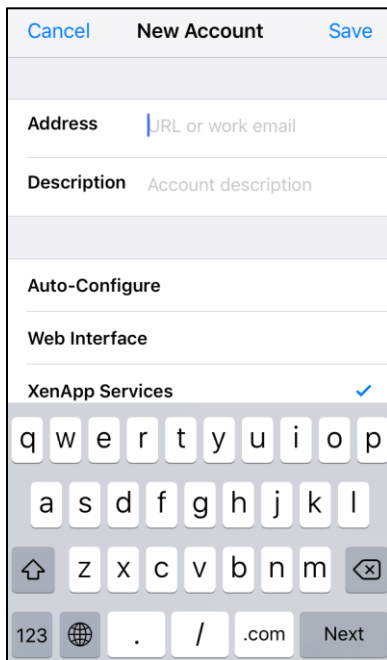 Cancel New Account Save
Address URL or work email
Description Account description
Auto-Configure
Web Interface
XenApp Services
q w e r t y u i o p
a s d f g h j k l
z x c v b n m
123 . / .com Next